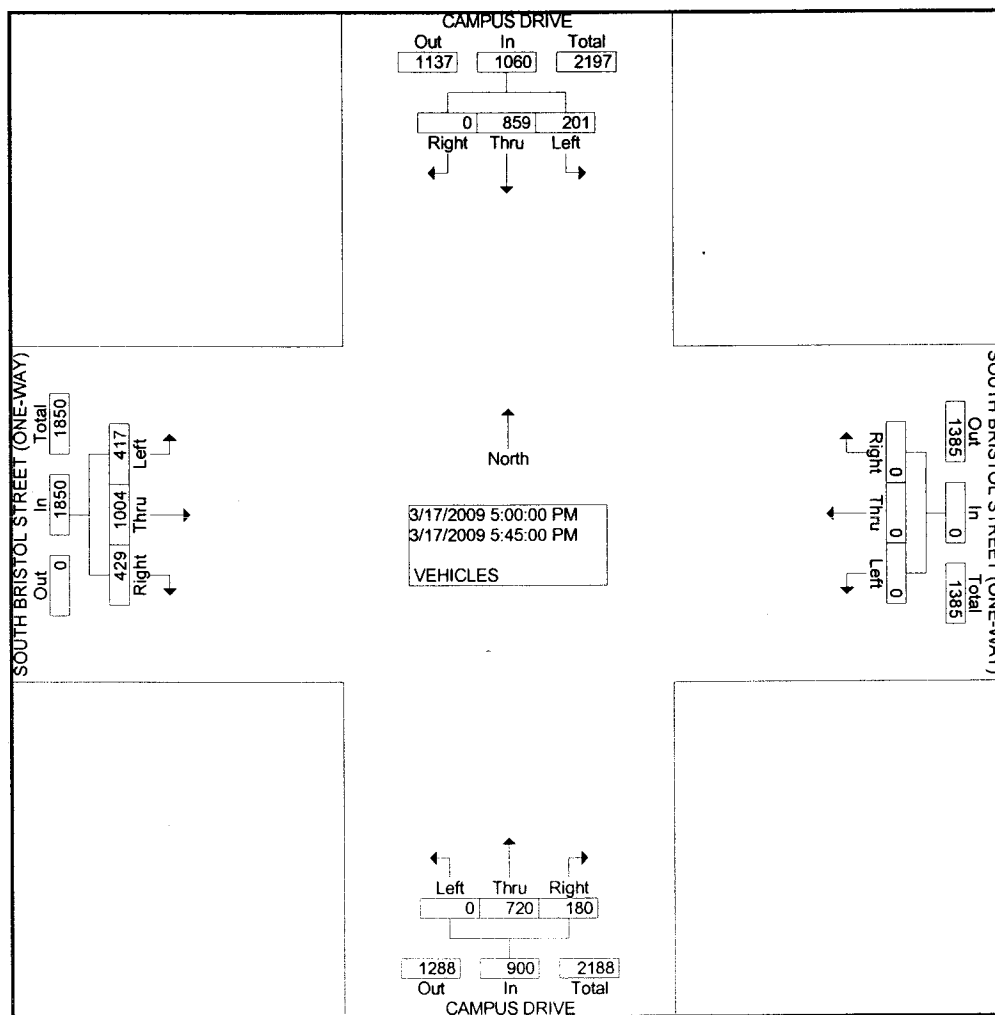 CAMPUS DRIVE
Out In Total
1137 1060 2197
0 859 201
Right Thru Left
SOUTH BRISTOL STREET (ONE-WAY)
Total In Out
1850 1850 0
417 1004 429
Left Thru Right
North
3/17/2009 5:00:00 PM
3/17/2009 5:45:00 PM
VEHICLES
Right Thru Left
0 0 0
Out In Total
1385 0 1385
SOUTH BRISTOL STREET (ONE-WAY)
Left Thru Right
0 720 180
1288 900 2188
Out In Total
CAMPUS DRIVE